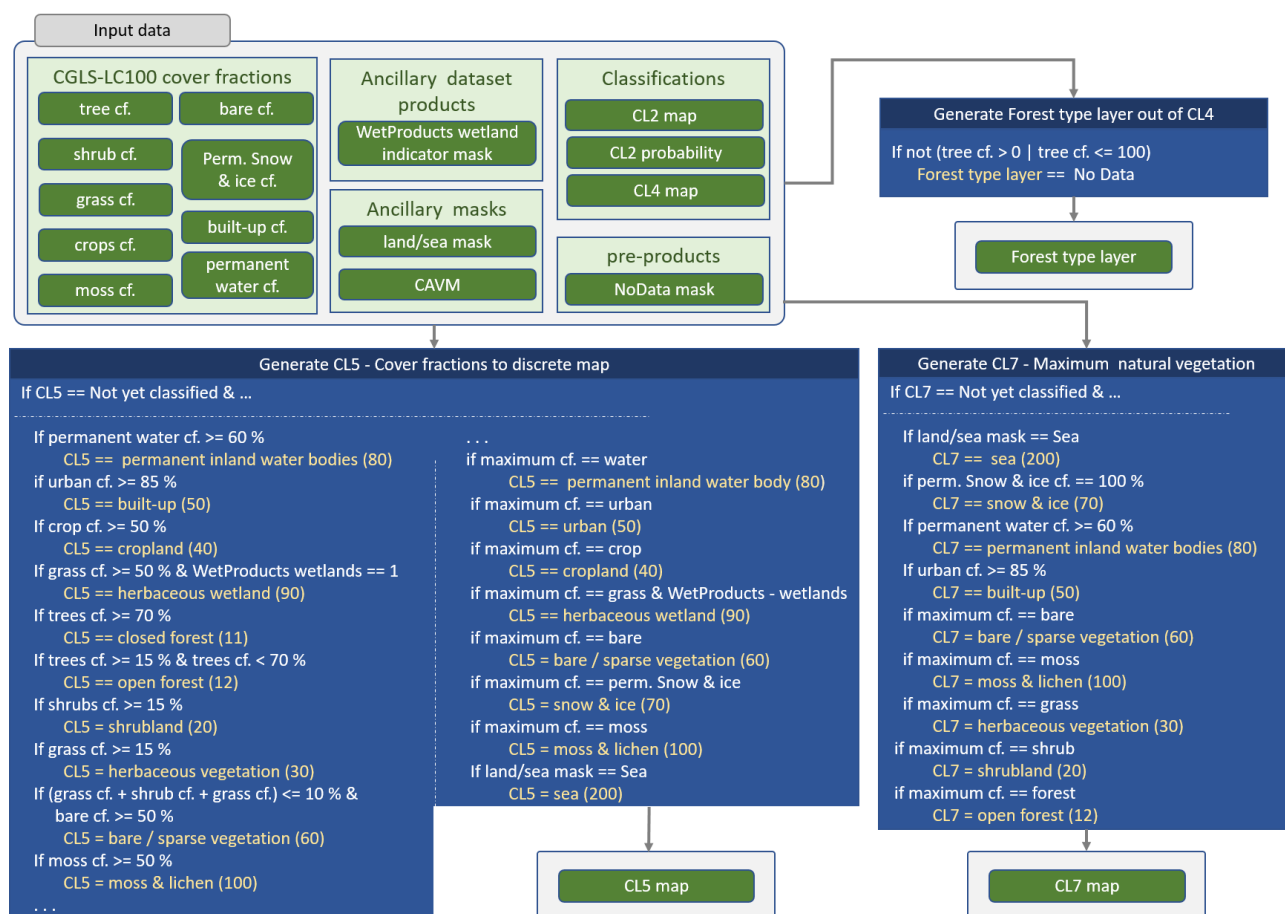 Input data
CGLS-LC100 cover fractions
tree cf.
bare cf.
shrub cf.
Perm. Snow
& ice cf.
grass cf.
built-up cf.
crops cf.
permanent
water cf.
moss cf.
Ancillary dataset
products
WetProducts wetland
indicator mask
Ancillary masks
land/sea mask
CAVM
Classifications
CL2 map
CL2 probability
CL4 map
pre-products
NoData mask
Generate Forest type layer out of CL4
If not (tree cf. > 0 | tree cf. <= 100)
Forest type layer == No Data
Forest type layer
Generate CL5 - Cover fractions to discrete map
If CL5 == Not yet classified & ...
If permanent water cf. >= 60 %
CL5 == permanent inland water bodies (80)
if urban cf. >= 85 %
CL5 == built-up (50)
If crop cf. >= 50 %
CL5 == cropland (40)
If grass cf. >= 50 % & WetProducts wetlands == 1
CL5 == herbaceous wetland (90)
If trees cf. >= 70 %
CL5 == closed forest (11)
If trees cf. >= 15 % & trees cf. < 70 %
CL5 == open forest (12)
If shrubs cf. >= 15 %
CL5 = shrubland (20)
If grass cf. >= 15 %
CL5 = herbaceous vegetation (30)
If (grass cf. + shrub cf. + grass cf.) <= 10 % &
bare cf. >= 50 %
CL5 = bare / sparse vegetation (60)
If moss cf. >= 50 %
CL5 = moss & lichen (100)
. . .
. . .
if maximum cf. == water
CL5 == permanent inland water body (80)
if maximum cf. == urban
CL5 == urban (50)
if maximum cf. == crop
CL5 == cropland (40)
if maximum cf. == grass & WetProducts - wetlands
CL5 == herbaceous wetland (90)
if maximum cf. == bare
CL5 = bare / sparse vegetation (60)
if maximum cf. == perm. Snow & ice
CL5 = snow & ice (70)
if maximum cf. == moss
CL5 = moss & lichen (100)
If land/sea mask == Sea
CL5 = sea (200)
CL5 map
Generate CL7 - Maximum natural vegetation
If CL7 == Not yet classified & ...
If land/sea mask == Sea
CL7 == sea (200)
if perm. Snow & ice cf. == 100 %
CL7 == snow & ice (70)
If permanent water cf. >= 60 %
CL7 == permanent inland water bodies (80)
If urban cf. >= 85 %
CL7 == built-up (50)
if maximum cf. == bare
CL7 = bare / sparse vegetation (60)
if maximum cf. == moss
CL7 = moss & lichen (100)
if maximum cf. == grass
CL7 = herbaceous vegetation (30)
if maximum cf. == shrub
CL7 = shrubland (20)
if maximum cf. == forest
CL7 = open forest (12)
CL7 map